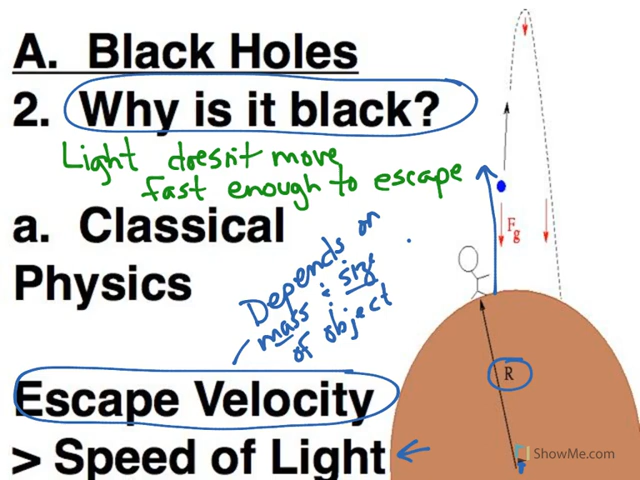 A. Black Holes
2. Why is it black?
Light doesn't move
fast enough to escape
a. Classical
Physics
Depends on
mass & size
of object
Escape Velocity
> Speed of Light
Fg
R
ShowMe.com